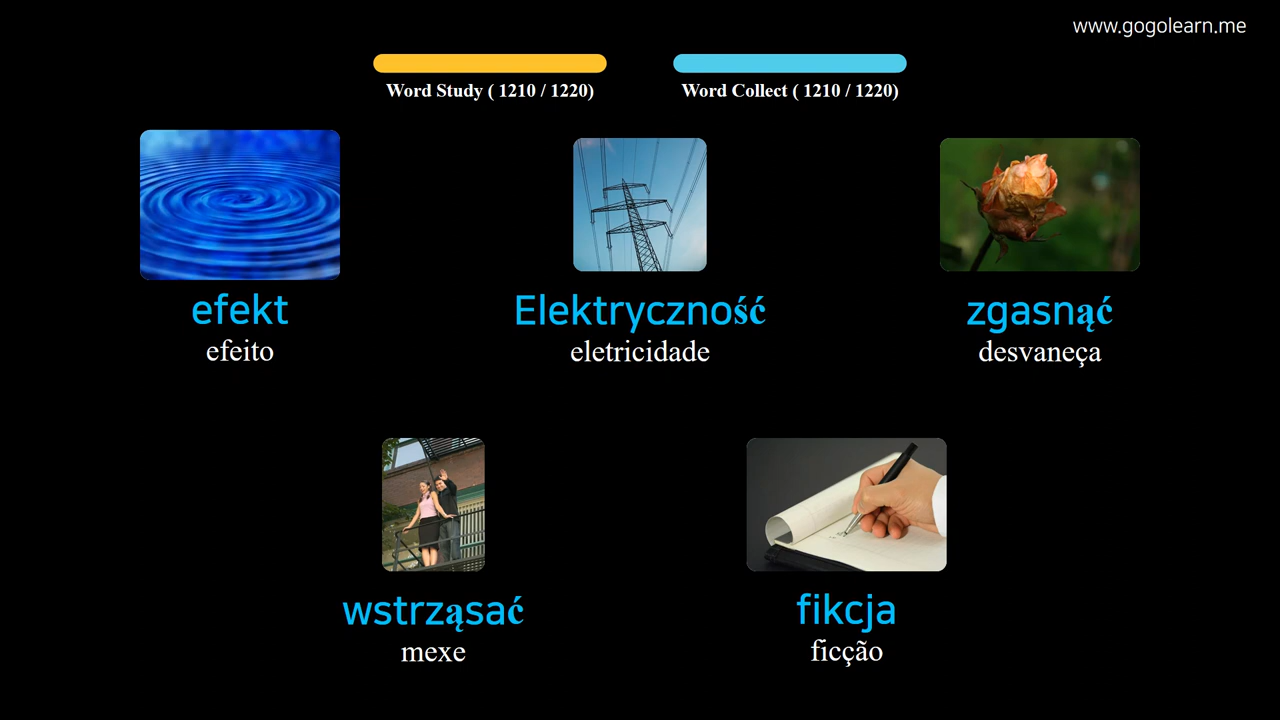 www.gogolearn.me
Word Study ( 1210 / 1220)
Word Collect ( 1210 / 1220)
efekt
efeito
Elektryczność
eletricidade
zgasnąć
desvaneça
wstrząsać
mexe
fikcja
ficção